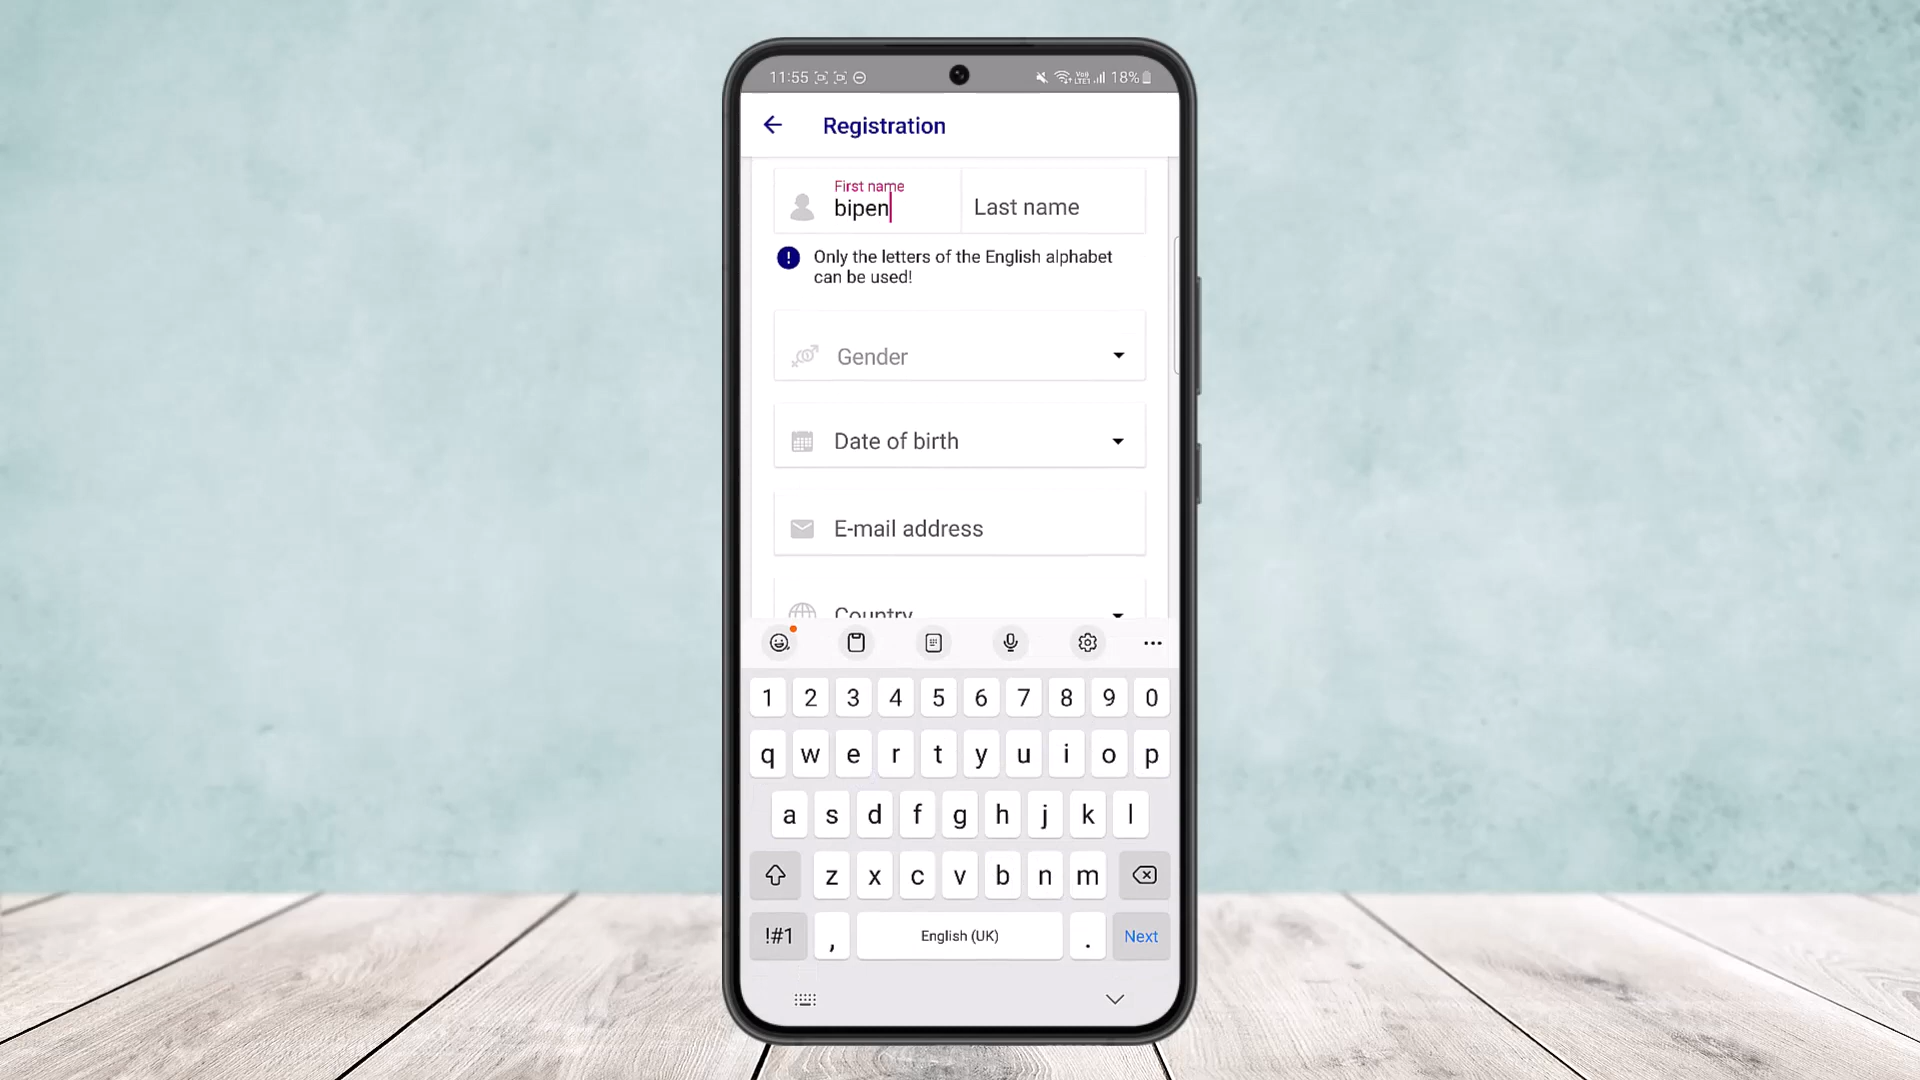 11:55 18%
Registration
First name
bipen
Last name
Only the letters of the English alphabet
can be used!
Gender
Date of birth
E-mail address
Country
1 2 3 4 5 6 7 8 9 0
q w e r t y u i o p
a s d f g h j k l
z x c v b n m
!#1 , English (UK) . Next